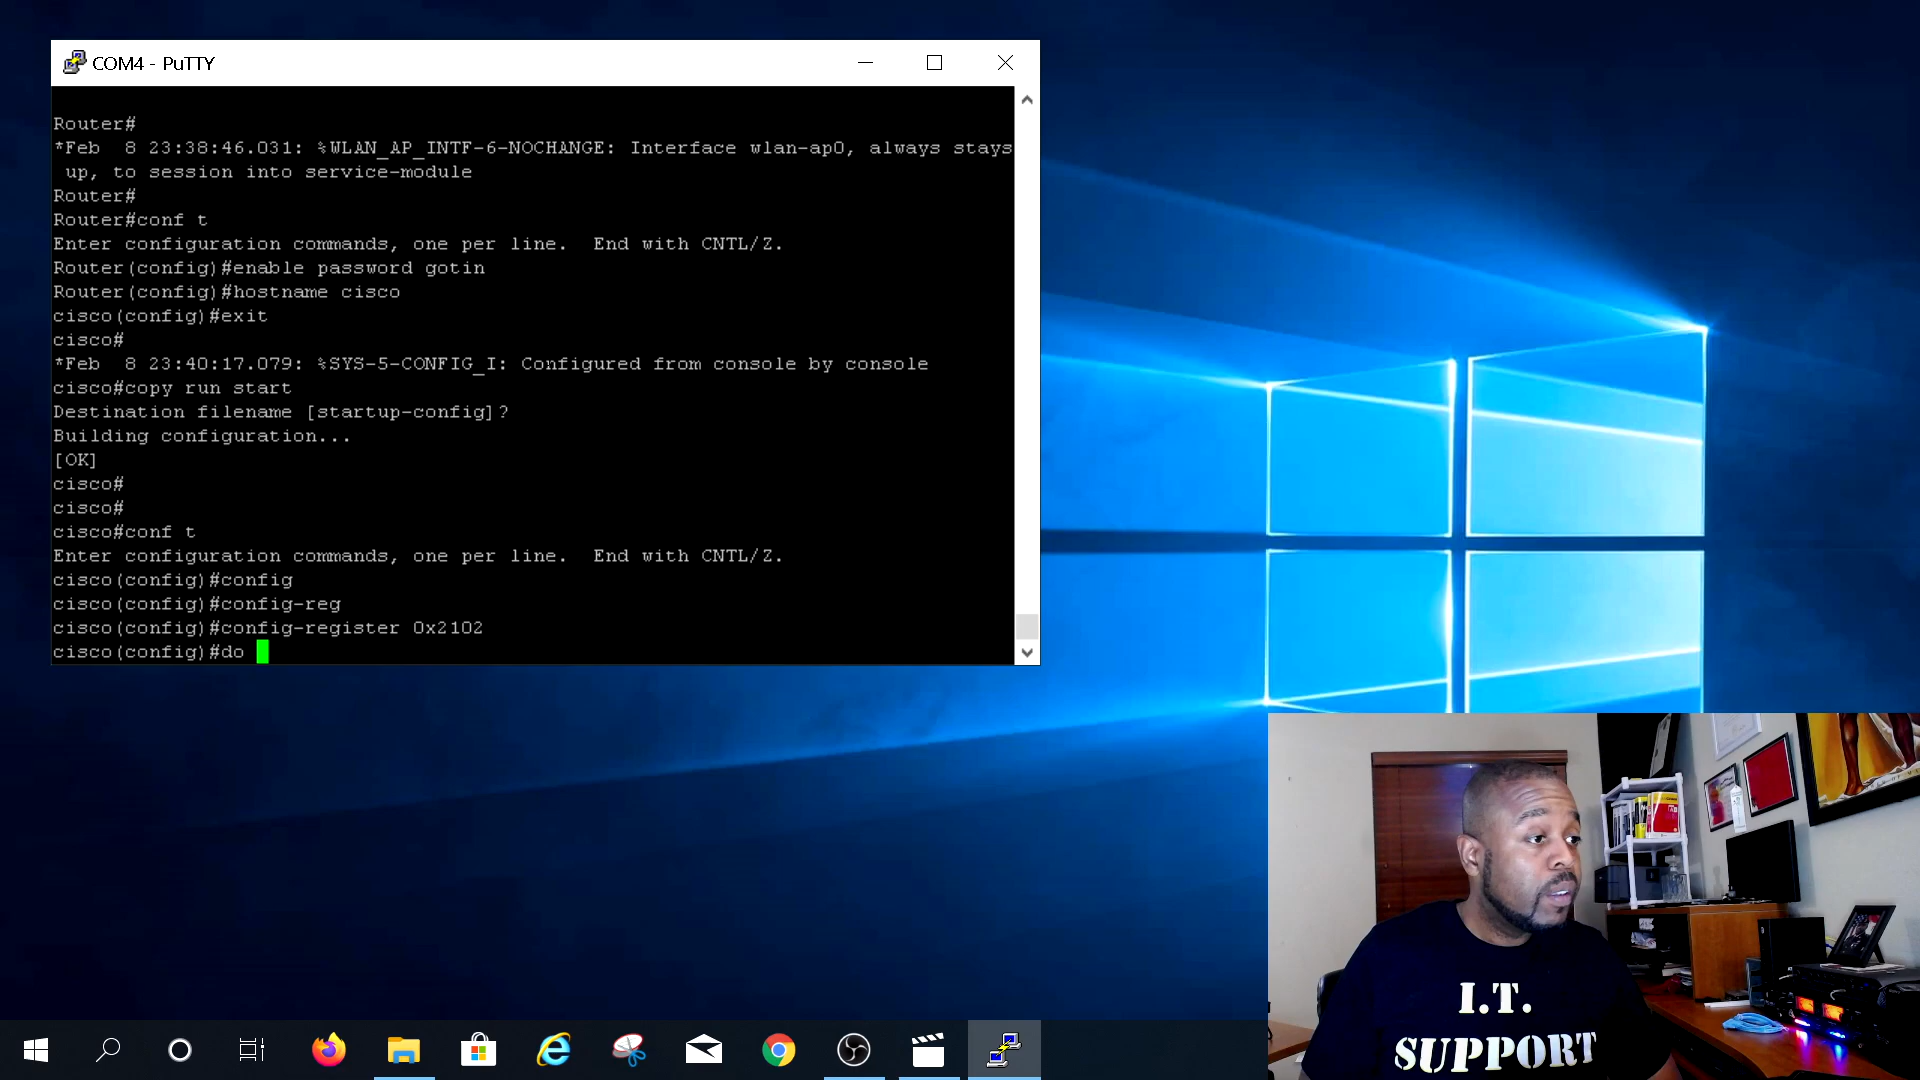 COM4 - PuTTY
Router#
*Feb  8 23:38:46.031: %WLAN_AP_INTF-6-NOCHANGE: Interface wlan-ap0, always stays
 up, to session into service-module
Router#
Router#conf t
Enter configuration commands, one per line.  End with CNTL/Z.
Router(config)#enable password gotin
Router(config)#hostname cisco
cisco(config)#exit
cisco#
*Feb  8 23:40:17.079: %SYS-5-CONFIG_I: Configured from console by console
cisco#copy run start
Destination filename [startup-config]?
Building configuration...
[OK]
cisco#
cisco#
cisco#conf t
Enter configuration commands, one per line.  End with CNTL/Z.
cisco(config)#config
cisco(config)#config-reg
cisco(config)#config-register 0x2102
cisco(config)#do
I.T.
SUPPORT